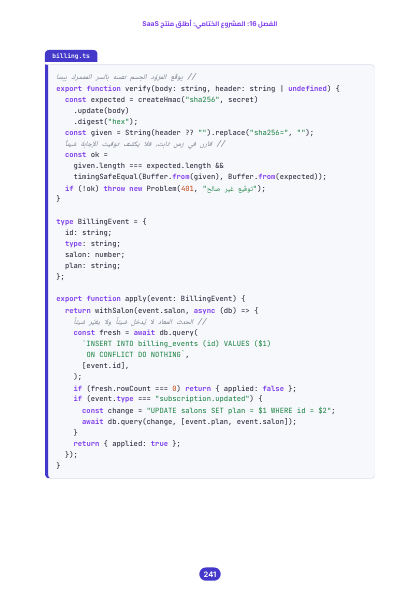 الفصل 16: المشروع الختامي: أطلق منتج SaaS
billing.ts
// يوقّع المزوّد الجسم نفسه بالسر المشترك بيننا
export function verify(body: string, header: string | undefined) {
  const expected = createHmac("sha256", secret)
    .update(body)
    .digest("hex");
  const given = String(header ?? "").replace("sha256=", "");
  // قارن في زمن ثابت، فلا يكشف توقيت الإجابة شيئاً
  const ok =
    given.length === expected.length &&
    timingSafeEqual(Buffer.from(given), Buffer.from(expected));
  if (!ok) throw new Problem(401, "توقيع غير صالح");
}

type BillingEvent = {
  id: string;
  type: string;
  salon: number;
  plan: string;
};

export function apply(event: BillingEvent) {
  return withSalon(event.salon, async (db) => {
    // الحدث المعاد لا يُدخل شيئاً ولا يغيّر شيئاً
    const fresh = await db.query(
      `INSERT INTO billing_events (id) VALUES ($1)
       ON CONFLICT DO NOTHING`,
      [event.id],
    );
    if (fresh.rowCount === 0) return { applied: false };
    if (event.type === "subscription.updated") {
      const change = "UPDATE salons SET plan = $1 WHERE id = $2";
      await db.query(change, [event.plan, event.salon]);
    }
    return { applied: true };
  });
}
241